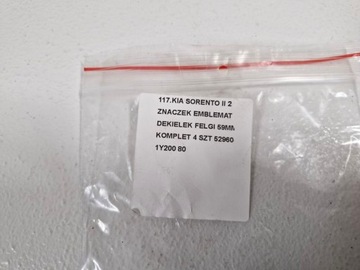 117.KIA SORENTO II 2
ZNACZEK EMBLEMAT
DEKIELEK FELGI 59MM
KOMPLET 4 SZT 52960
1Y200 80